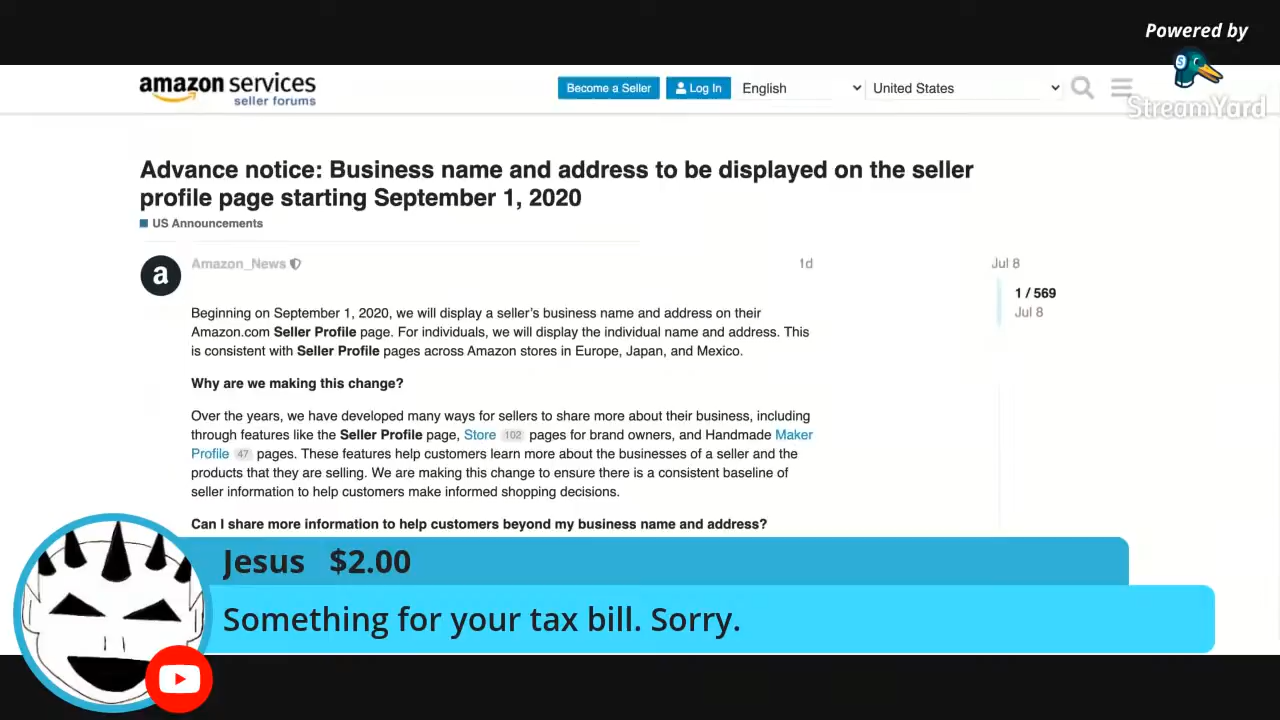 Powered by
StreamYard
amazon services
seller forums
Become a Seller
Log In
English
United States
Advance notice: Business name and address to be displayed on the seller
profile page starting September 1, 2020
US Announcements
a
Amazon_News
1d
Jul 8
1 / 569
Jul 8
Beginning on September 1, 2020, we will display a seller's business name and address on their
Amazon.com Seller Profile page. For individuals, we will display the individual name and address. This
is consistent with Seller Profile pages across Amazon stores in Europe, Japan, and Mexico.
Why are we making this change?
Over the years, we have developed many ways for sellers to share more about their business, including
through features like the Seller Profile page, Store 102 pages for brand owners, and Handmade Maker
Profile 47 pages. These features help customers learn more about the businesses of a seller and the
products that they are selling. We are making this change to ensure there is a consistent baseline of
seller information to help customers make informed shopping decisions.
Can I share more information to help customers beyond my business name and address?
Jesus $2.00
Something for your tax bill. Sorry.